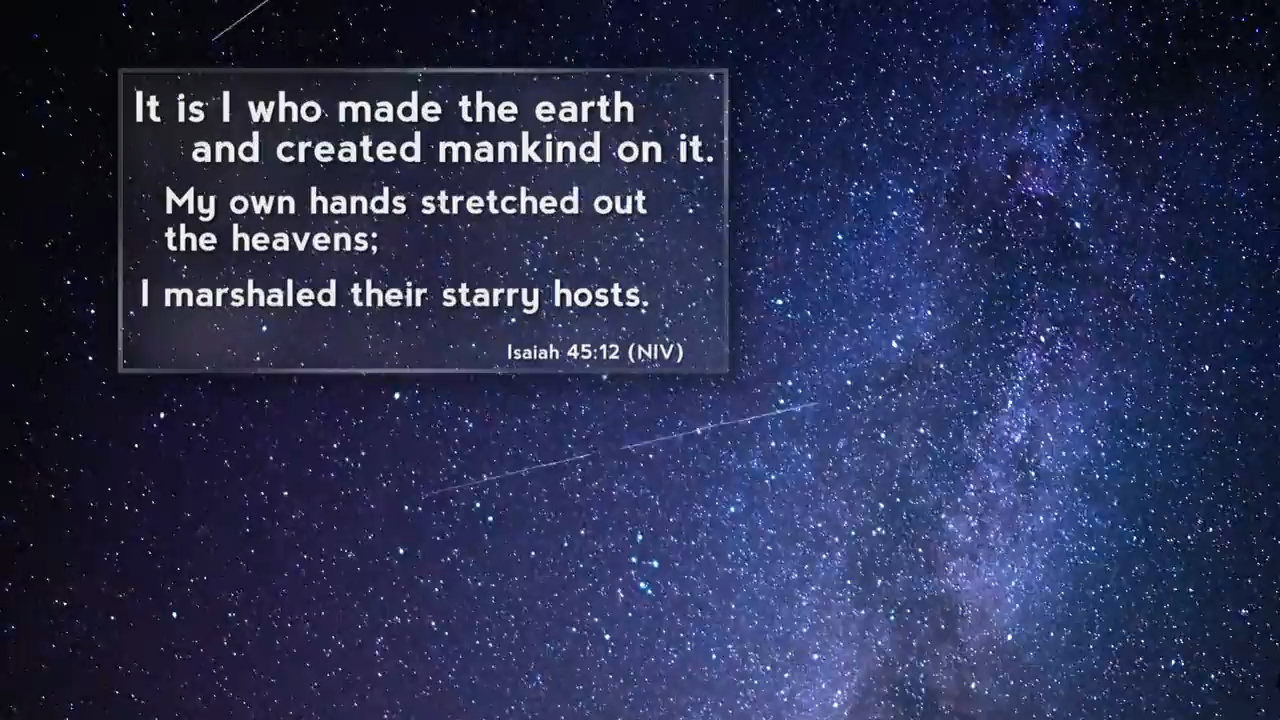 It is I who made the earth
and created mankind on it.
My own hands stretched out
the heavens;
I marshaled their starry hosts.
Isaiah 45:12 (NIV)